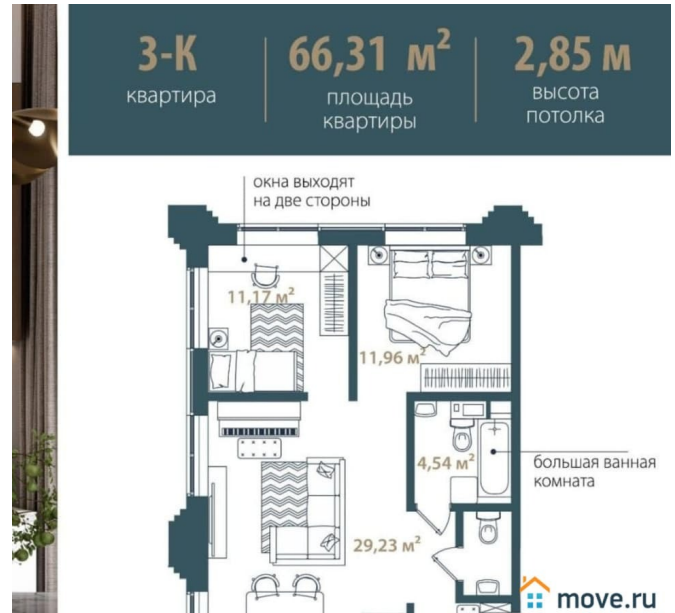 3-К
квартира
66,31 м²
площадь
квартиры
2,85 м
высота
потолка
окна выходят
на две стороны
11,17 м²
11,96 м²
4,54 м²
большая ванная
комната
29,23 м²
move.ru